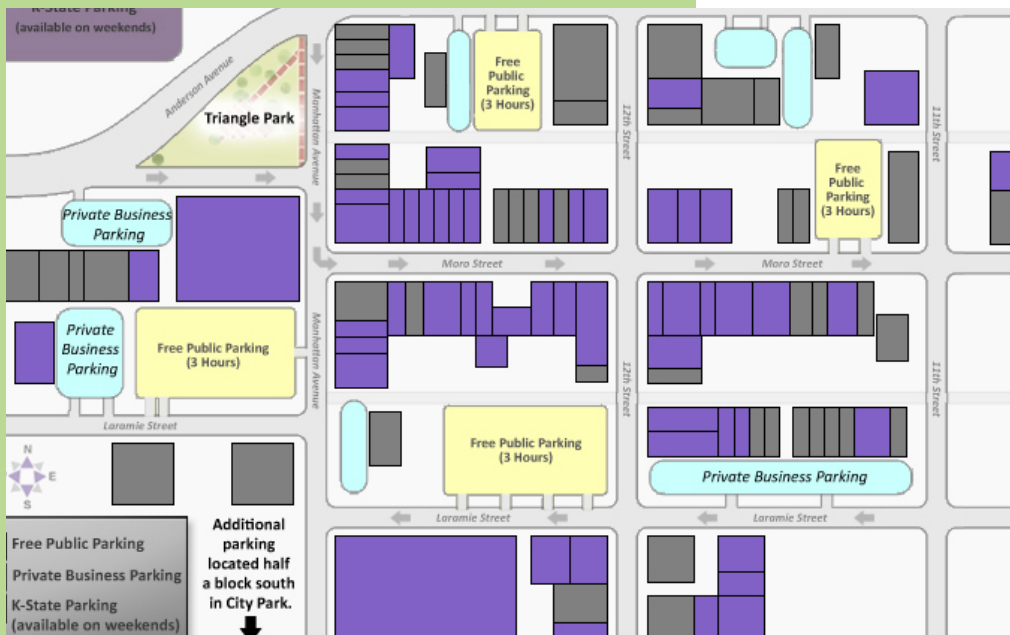 K-State Parking
(available on weekends)
Anderson Avenue
Triangle Park
Manhattan Avenue
Free
Public
Parking
(3 Hours)
12th Street
11th Street
Free
Public
Parking
(3 Hours)
Private Business
Parking
Moro Street
Moro Street
Private
Business
Parking
Free Public Parking
(3 Hours)
Manhattan Avenue
12th Street
11th Street
Laramie Street
Free Public Parking
(3 Hours)
Private Business Parking
N
E
S
Laramie Street
Laramie Street
Additional
parking
located half
a block south
in City Park.
Free Public Parking
Private Business Parking
K-State Parking
(available on weekends)